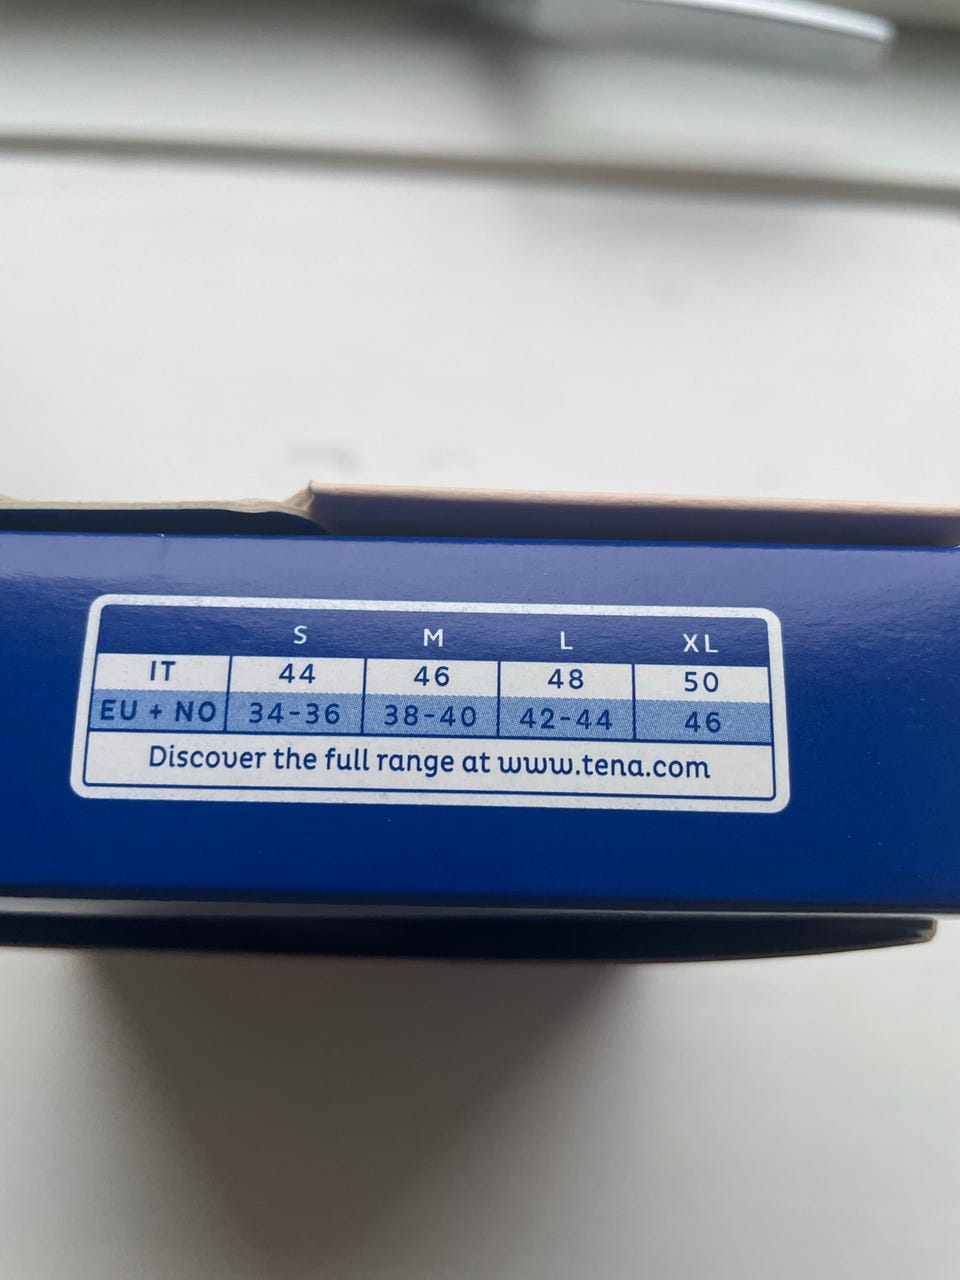 S M L XL
IT 44 46 48 50
EU + NO 34-36 38-40 42-44 46
Discover the full range at www.tena.com